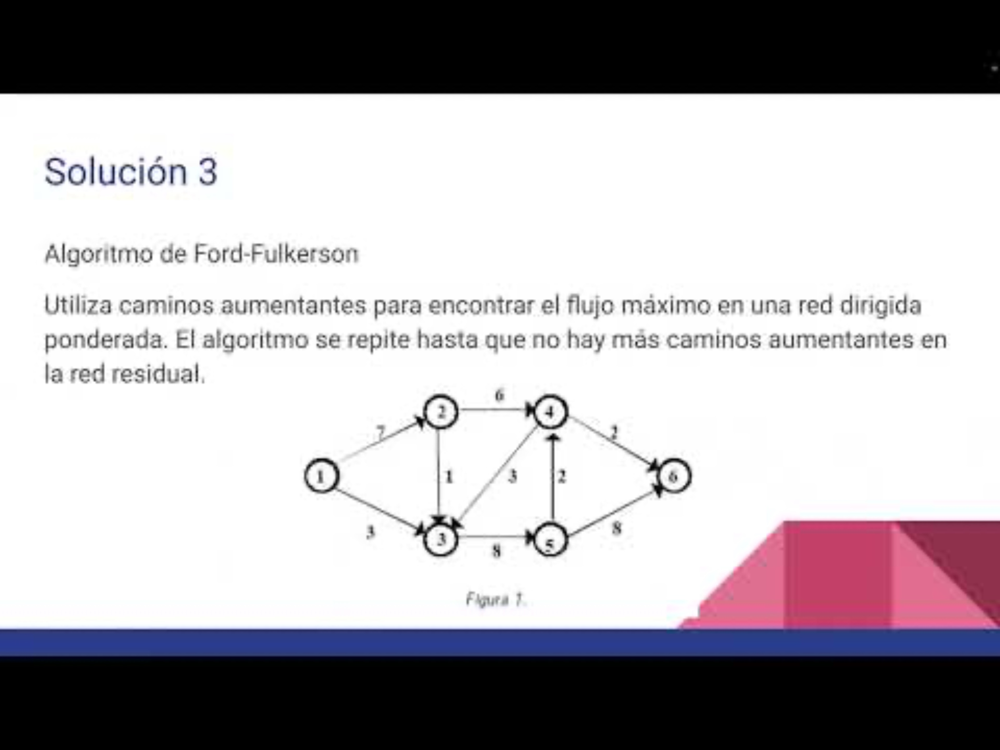 Solución 3
Algoritmo de Ford-Fulkerson
Utiliza caminos aumentantes para encontrar el flujo máximo en una red dirigida
ponderada. El algoritmo se repite hasta que no hay más caminos aumentantes en
la red residual.
6
2
4
7
2
1
1
3
2
6
3
3
8
5
8
Figura 1.